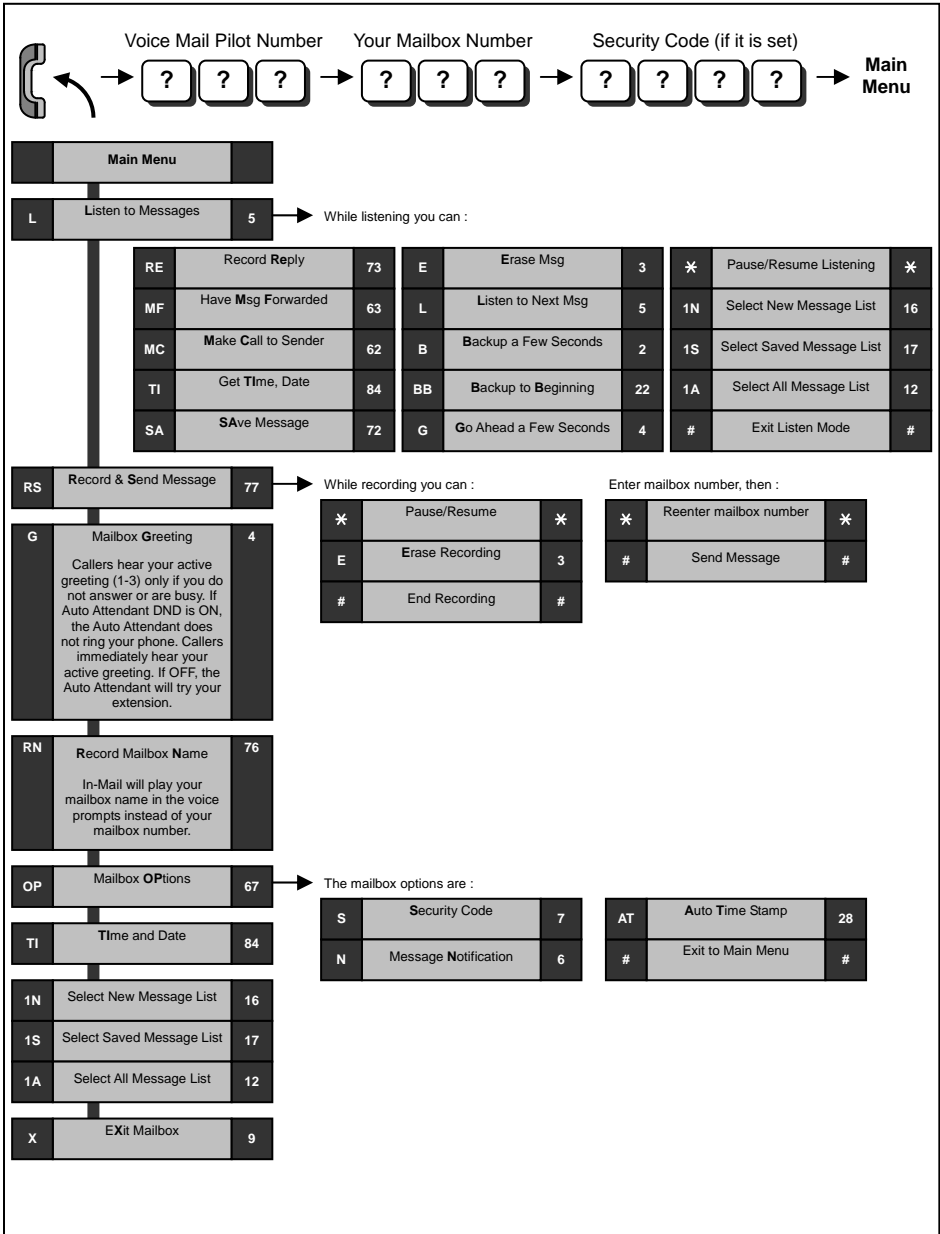 Voice Mail Pilot Number Your Mailbox Number Security Code (if it is set)
? ? ? ? ? ? ? ? ? ? Main
Menu
Main Menu
L Listen to Messages 5 While listening you can :
RE Record Reply 73 E Erase Msg 3 * Pause/Resume Listening *
MF Have Msg Forwarded 63 L Listen to Next Msg 5 1N Select New Message List 16
MC Make Call to Sender 62 B Backup a Few Seconds 2 1S Select Saved Message List 17
TI Get TIme, Date 84 BB Backup to Beginning 22 1A Select All Message List 12
SA SAve Message 72 G Go Ahead a Few Seconds 4 # Exit Listen Mode #
RS Record & Send Message 77 While recording you can : Enter mailbox number, then :
* Pause/Resume * * Reenter mailbox number *
E Erase Recording 3 # Send Message #
# End Recording #
G Mailbox Greeting 4
Callers hear your active
greeting (1-3) only if you do
not answer or are busy. If
Auto Attendant DND is ON,
the Auto Attendant does
not ring your phone. Callers
immediately hear your
active greeting. If OFF, the
Auto Attendant will try your
extension.
RN Record Mailbox Name 76
In-Mail will play your
mailbox name in the voice
prompts instead of your
mailbox number.
OP Mailbox OPtions 67 The mailbox options are :
S Security Code 7 AT Auto Time Stamp 28
N Message Notification 6 # Exit to Main Menu #
TI TIme and Date 84
1N Select New Message List 16
1S Select Saved Message List 17
1A Select All Message List 12
X EXit Mailbox 9